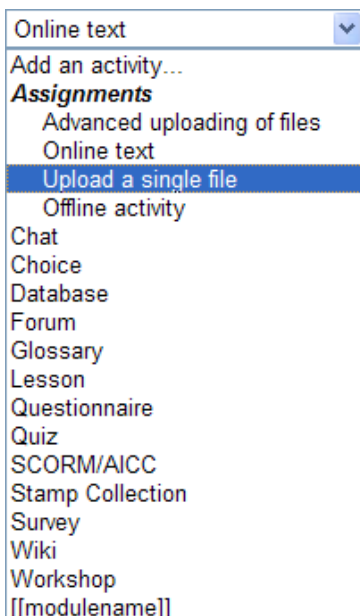 Online text
Add an activity...
Assignments
Advanced uploading of files
Online text
Upload a single file
Offline activity
Chat
Choice
Database
Forum
Glossary
Lesson
Questionnaire
Quiz
SCORM/AICC
Stamp Collection
Survey
Wiki
Workshop
[[modulename]]